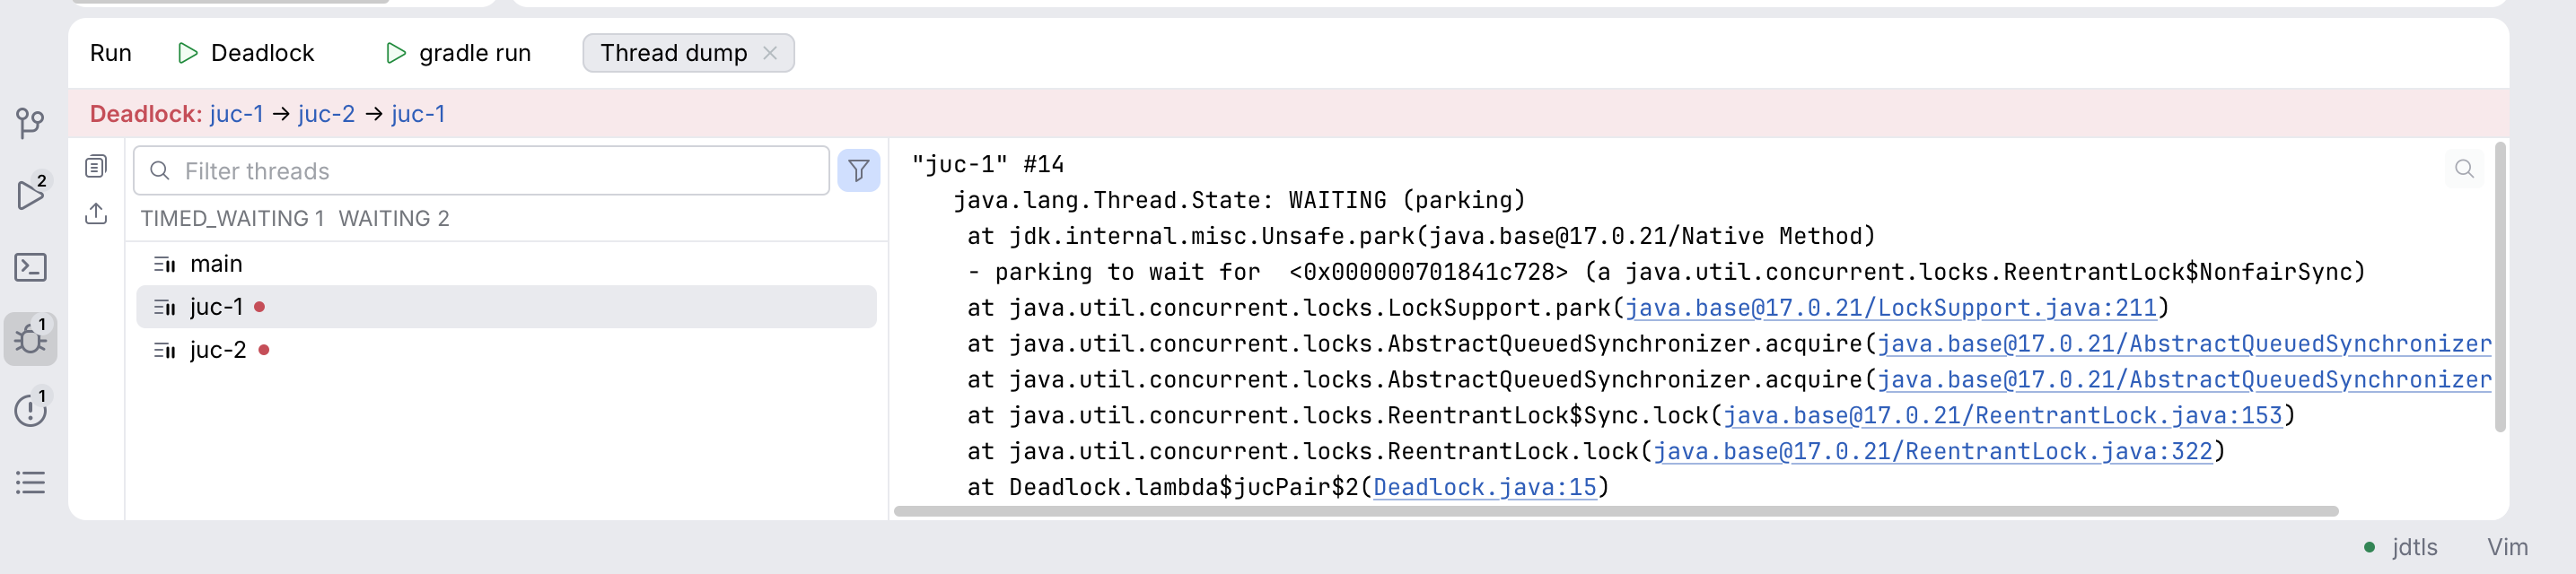 Run Deadlock gradle run Thread dump
Deadlock: juc-1 → juc-2 → juc-1
2
1
1
Filter threads
TIMED_WAITING 1 WAITING 2
main
juc-1
juc-2
"juc-1" #14
java.lang.Thread.State: WAITING (parking)
at jdk.internal.misc.Unsafe.park(java.base@17.0.21/Native Method)
- parking to wait for <0x000000701841c728> (a java.util.concurrent.locks.ReentrantLock$NonfairSync)
at java.util.concurrent.locks.LockSupport.park(java.base@17.0.21/LockSupport.java:211)
at java.util.concurrent.locks.AbstractQueuedSynchronizer.acquire(java.base@17.0.21/AbstractQueuedSynchronizer
at java.util.concurrent.locks.AbstractQueuedSynchronizer.acquire(java.base@17.0.21/AbstractQueuedSynchronizer
at java.util.concurrent.locks.ReentrantLock$Sync.lock(java.base@17.0.21/ReentrantLock.java:153)
at java.util.concurrent.locks.ReentrantLock.lock(java.base@17.0.21/ReentrantLock.java:322)
at Deadlock.lambda$jucPair$2(Deadlock.java:15)
jdtls Vim